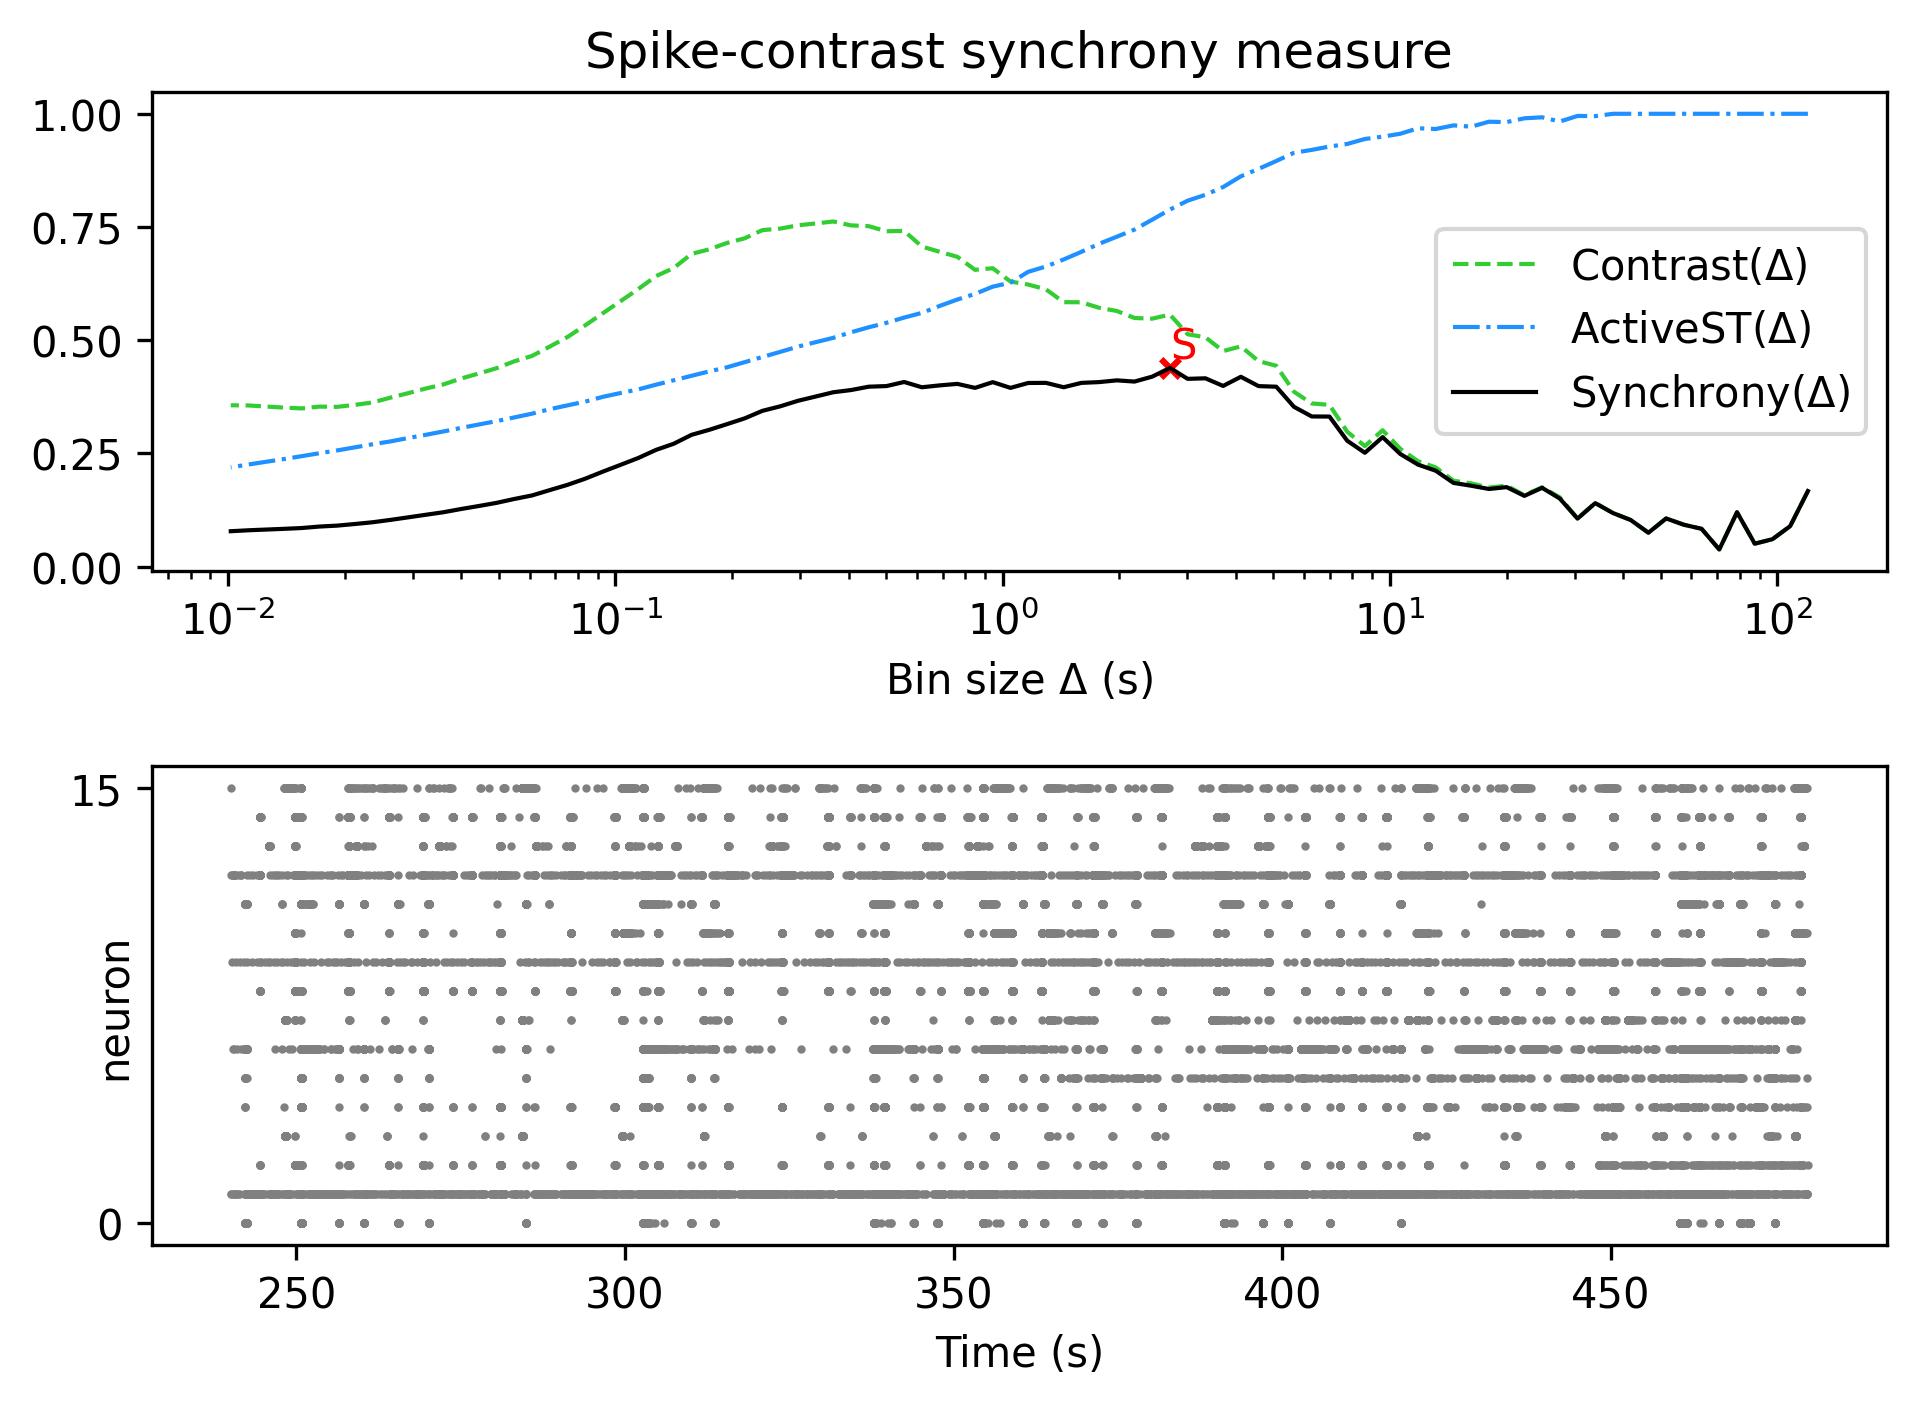 Spike-contrast synchrony measure
1.00
0.75
0.50
0.25
0.00
S
Contrast(Δ)
ActiveST(Δ)
Synchrony(Δ)
10⁻² 10⁻¹ 10⁰ 10¹ 10²
Bin size Δ (s)
15
0
neuron
250 300 350 400 450
Time (s)